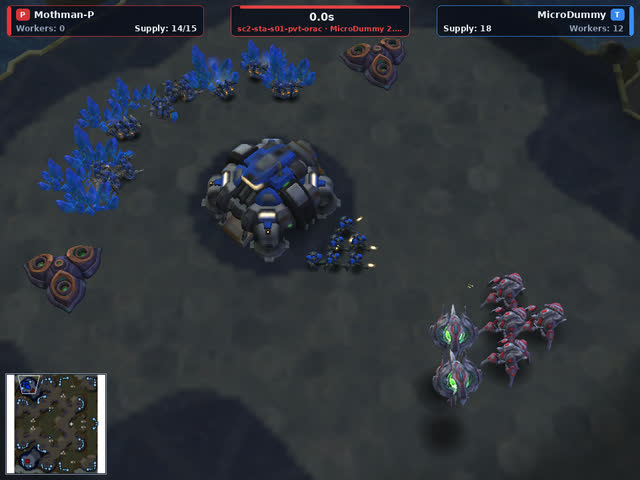 P Mothman-P
Workers: 0 Supply: 14/15
0.0s
sc2-sta-s01-pvt-orac · MicroDummy 2....
MicroDummy T
Supply: 18 Workers: 12